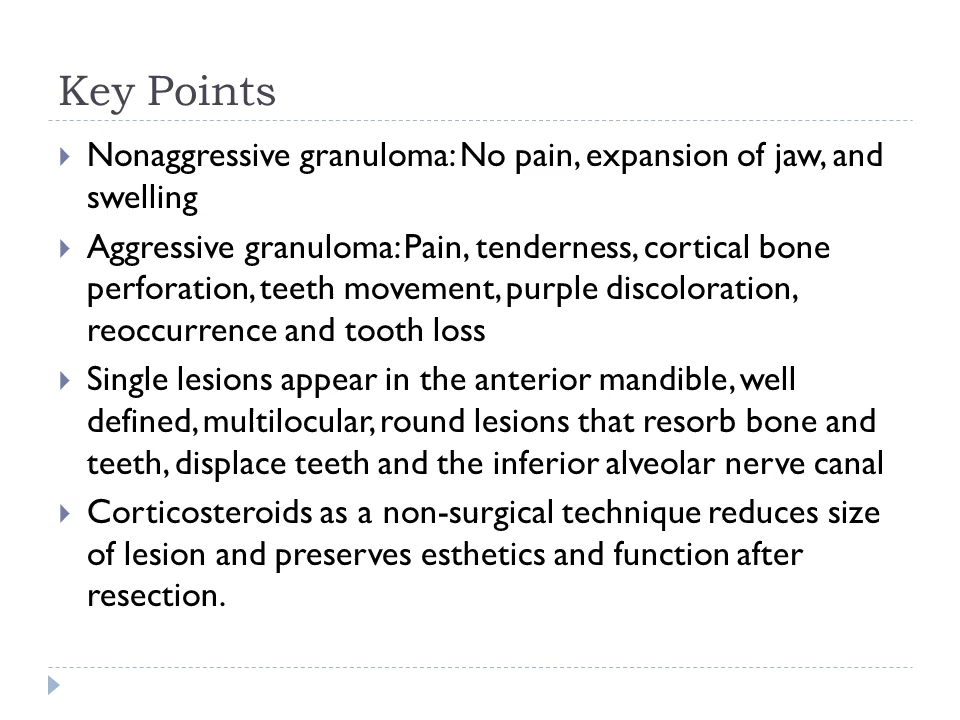 Key Points
Nonaggressive granuloma: No pain, expansion of jaw, and
swelling
Aggressive granuloma: Pain, tenderness, cortical bone
perforation, teeth movement, purple discoloration,
reoccurrence and tooth loss
Single lesions appear in the anterior mandible, well
defined, multilocular, round lesions that resorb bone and
teeth, displace teeth and the inferior alveolar nerve canal
Corticosteroids as a non-surgical technique reduces size
of lesion and preserves esthetics and function after
resection.